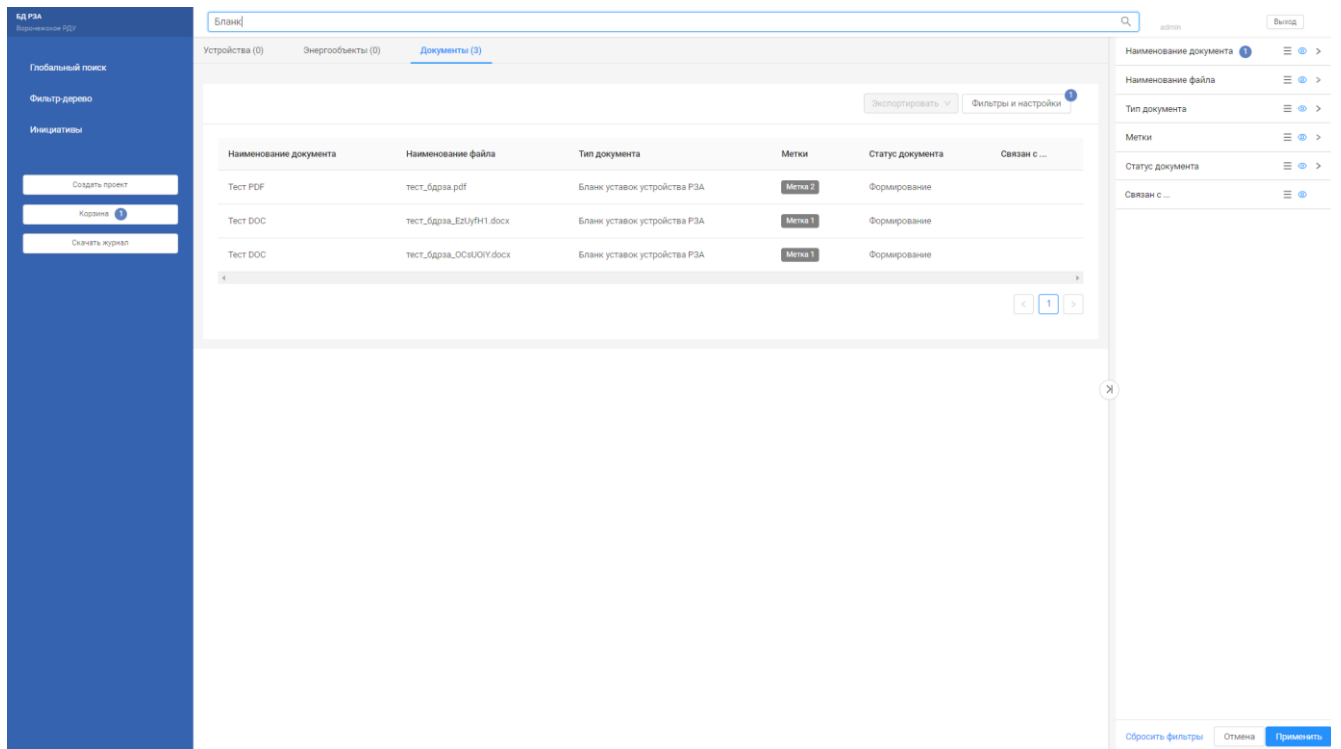 БД РЗА
Воронежское РДУ
Глобальный поиск
Фильтр-дерево
Инициативы
Создать проект
Корзина 1
Скачать журнал
Бланк
admin
Выход
Устройства (0) Энергообъекты (0) Документы (3)
Экспортировать Фильтры и настройки 1
Наименование документа Наименование файла Тип документа Метки Статус документа Связан с ...
Тест PDF тест_бдрза.pdf Бланк уставок устройства РЗА Метка 2 Формирование
Тест DOC тест_бдрза_EzUyfH1.docx Бланк уставок устройства РЗА Метка 1 Формирование
Тест DOC тест_бдрза_OCsUOlY.docx Бланк уставок устройства РЗА Метка 1 Формирование
< 1 >
Наименование документа 1
Наименование файла
Тип документа
Метки
Статус документа
Связан с ...
Сбросить фильтры Отмена Применить